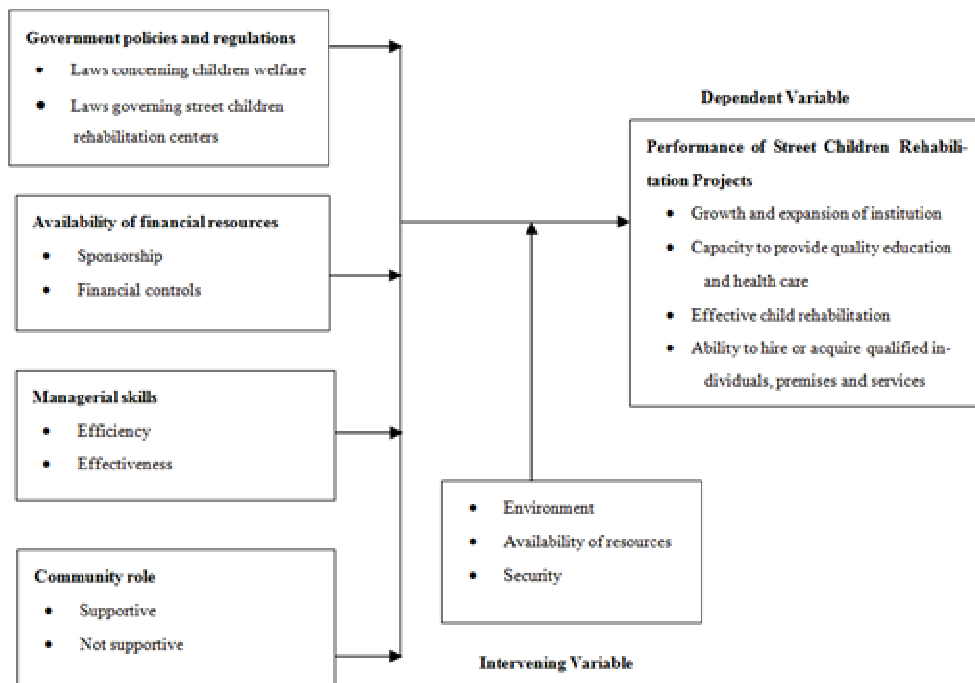 Government policies and regulations
• Laws concerning children welfare
• Laws governing street children
rehabilitation centers
Availability of financial resources
• Sponsorship
• Financial controls
Managerial skills
• Efficiency
• Effectiveness
Community role
• Supportive
• Not supportive
• Environment
• Availability of resources
• Security
Intervening Variable
Dependent Variable
Performance of Street Children Rehabili-
tation Projects
• Growth and expansion of institution
• Capacity to provide quality education
and health care
• Effective child rehabilitation
• Ability to hire or acquire qualified in-
dividuals, premises and services